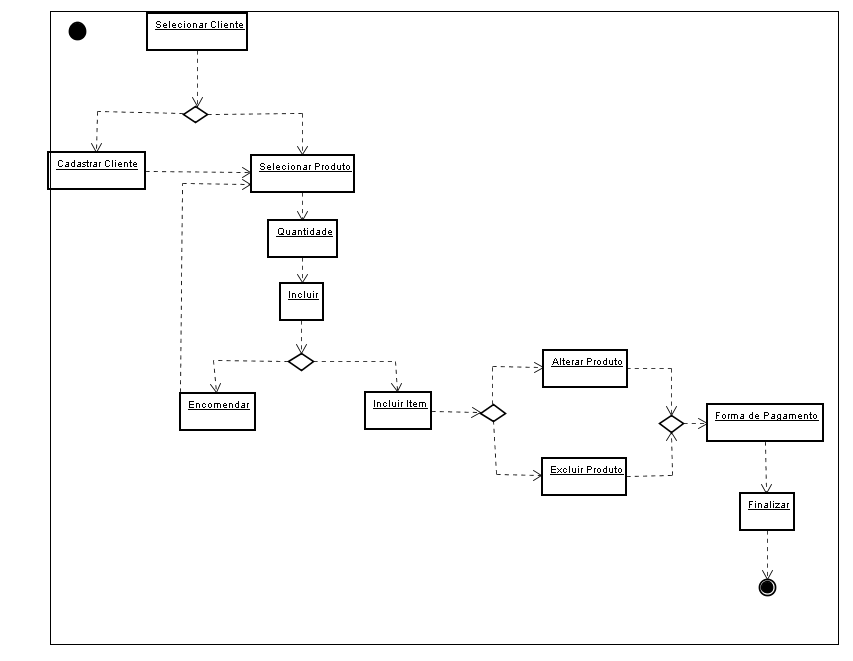 Selecionar Cliente
Cadastrar Cliente
Selecionar Produto
Quantidade
Incluir
Encomendar
Incluir Item
Alterar Produto
Excluir Produto
Forma de Pagamento
Finalizar